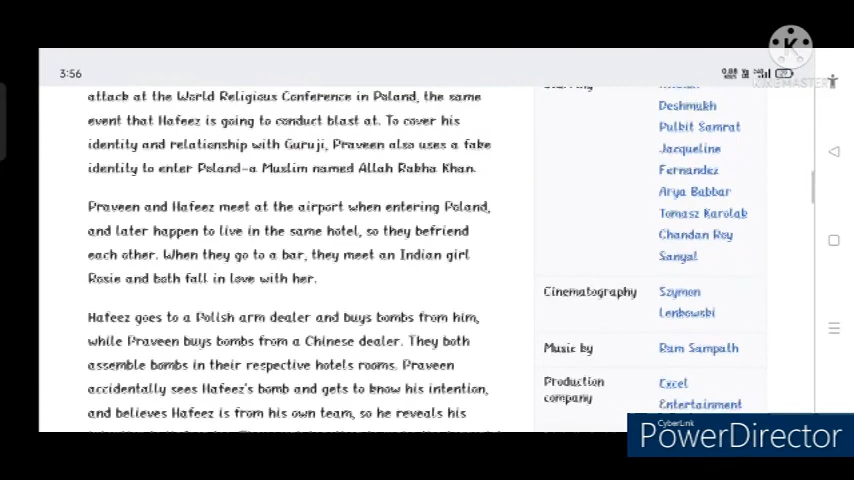 3:56
KINEMASTER
attack at the World Religious Conference in Poland, the same
event that Hafeez is going to conduct blast at. To cover his
identity and relationship with Guruji, Praveen also uses a fake
identity to enter Poland-a Muslim named Allah Rakha Khan.
Praveen and Hafeez meet at the airport when entering Poland,
and later happen to live in the same hotel, so they befriend
each other. When they go to a bar, they meet an Indian girl
Rosie and both fall in love with her.
Hafeez goes to a Polish arm dealer and buys bombs from him,
while Praveen buys bombs from a Chinese dealer. They both
assemble bombs in their respective hotels rooms. Praveen
accidentally sees Hafeez's bomb and gets to know his intention,
and believes Hafeez is from his own team, so he reveals his
Deshmukh
Pulkit Samrat
Jacqueline
Fernandez
Arya Babbar
Tomasz Karolak
Chandan Roy
Sanyal
Cinematography
Szymon
Lenkowski
Music by
Ram Sampath
Production
company
Excel
Entertainment
CyberLink
PowerDirector